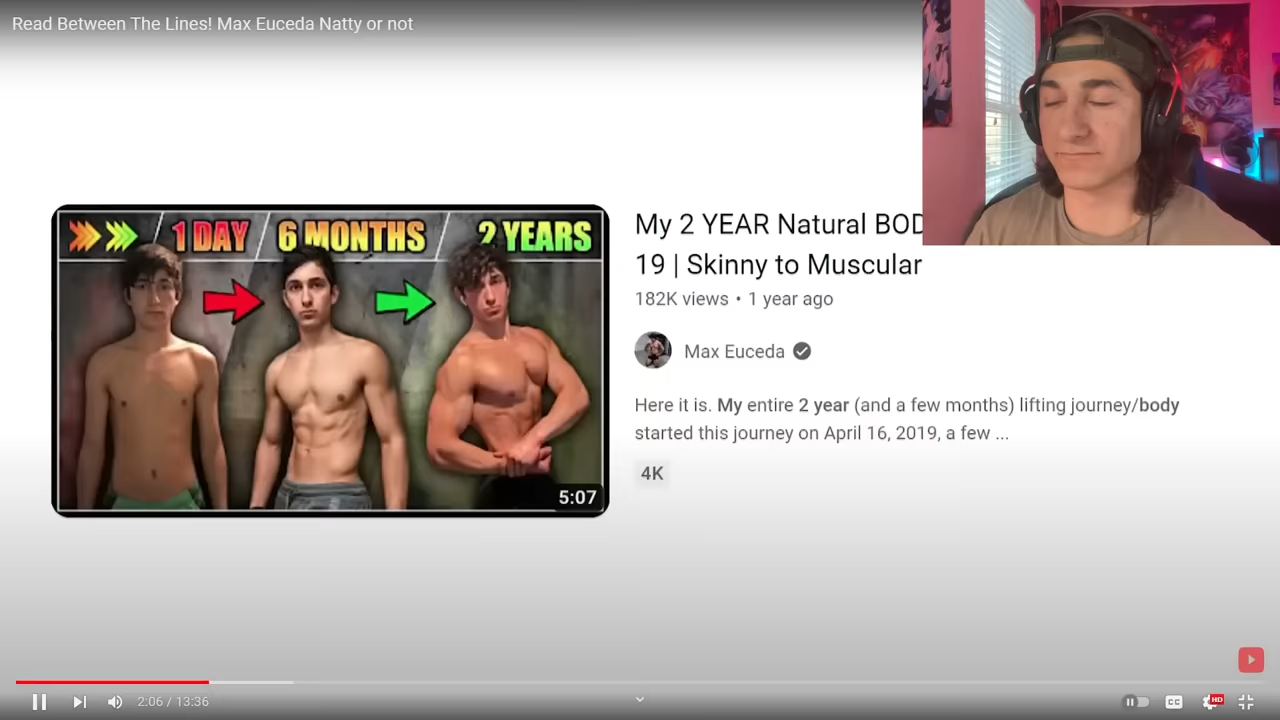 Read Between The Lines! Max Euceda Natty or not
1 DAY 6 MONTHS 2 YEARS
5:07
My 2 YEAR Natural BOD
19 | Skinny to Muscular
182K views • 1 year ago
Max Euceda
Here it is. My entire 2 year (and a few months) lifting journey/body
started this journey on April 16, 2019, a few ...
4K
2:06 / 13:36
CC
HD